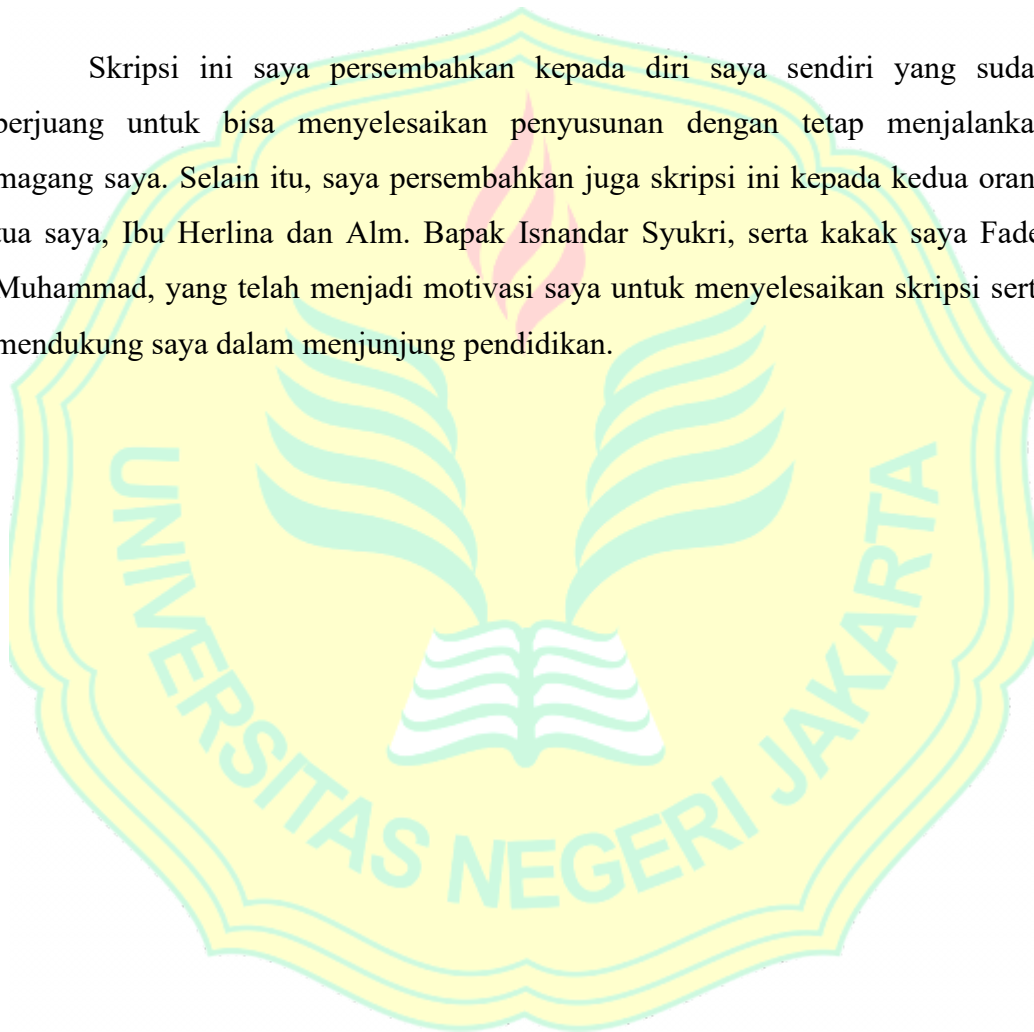 Skripsi ini saya persembahkan kepada diri saya sendiri yang suda
berjuang untuk bisa menyelesaikan penyusunan dengan tetap menjalanka
magang saya. Selain itu, saya persembahkan juga skripsi ini kepada kedua oran
tua saya, Ibu Herlina dan Alm. Bapak Isnandar Syukri, serta kakak saya Fade
Muhammad, yang telah menjadi motivasi saya untuk menyelesaikan skripsi sert
mendukung saya dalam menjunjung pendidikan.
UNIVERSITAS NEGERI JAKARTA